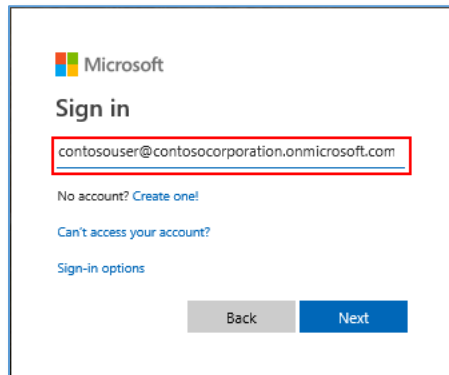 Microsoft
Sign in
contosouser@contosocorporation.onmicrosoft.com
No account? Create one!
Can't access your account?
Sign-in options
Back Next